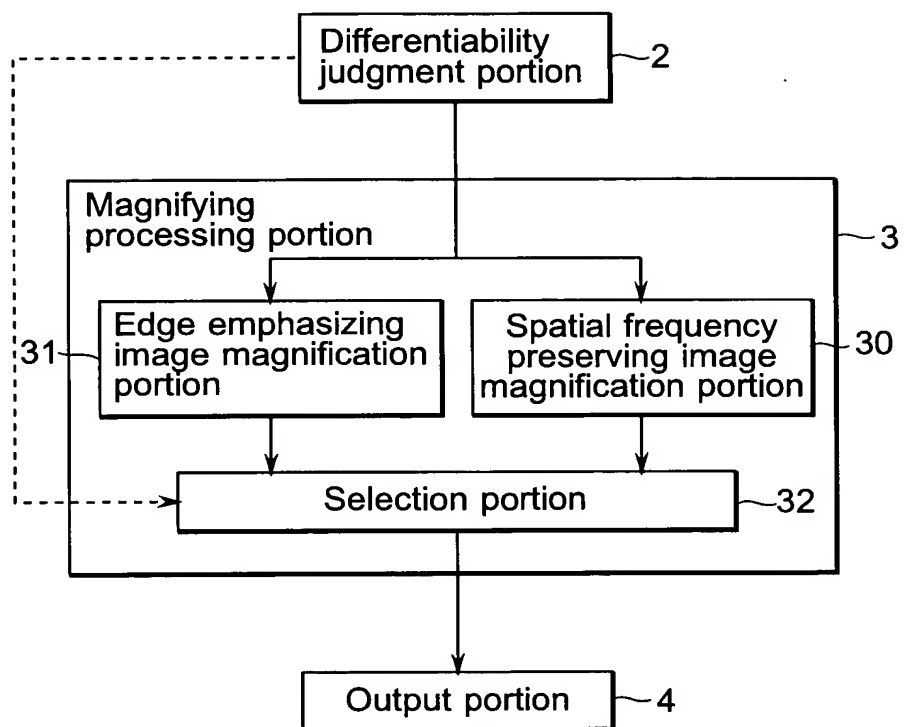 Differentiability
judgment portion
2
Magnifying
processing portion
3
Edge emphasizing
image magnification
portion
31
Spatial frequency
preserving image
magnification portion
30
Selection portion
32
Output portion
4